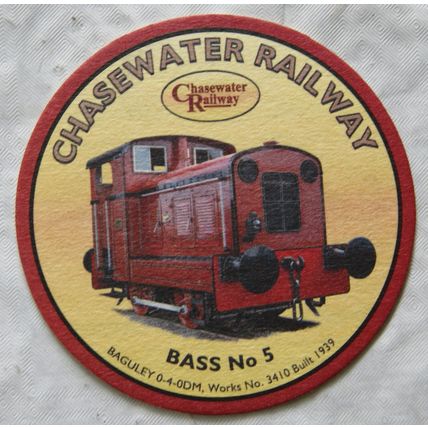 CHASEWATER RAILWAY
Chasewater
Railway
BASS No 5
BAGULEY 0-4-0DM, Works No. 3410 Built 1939